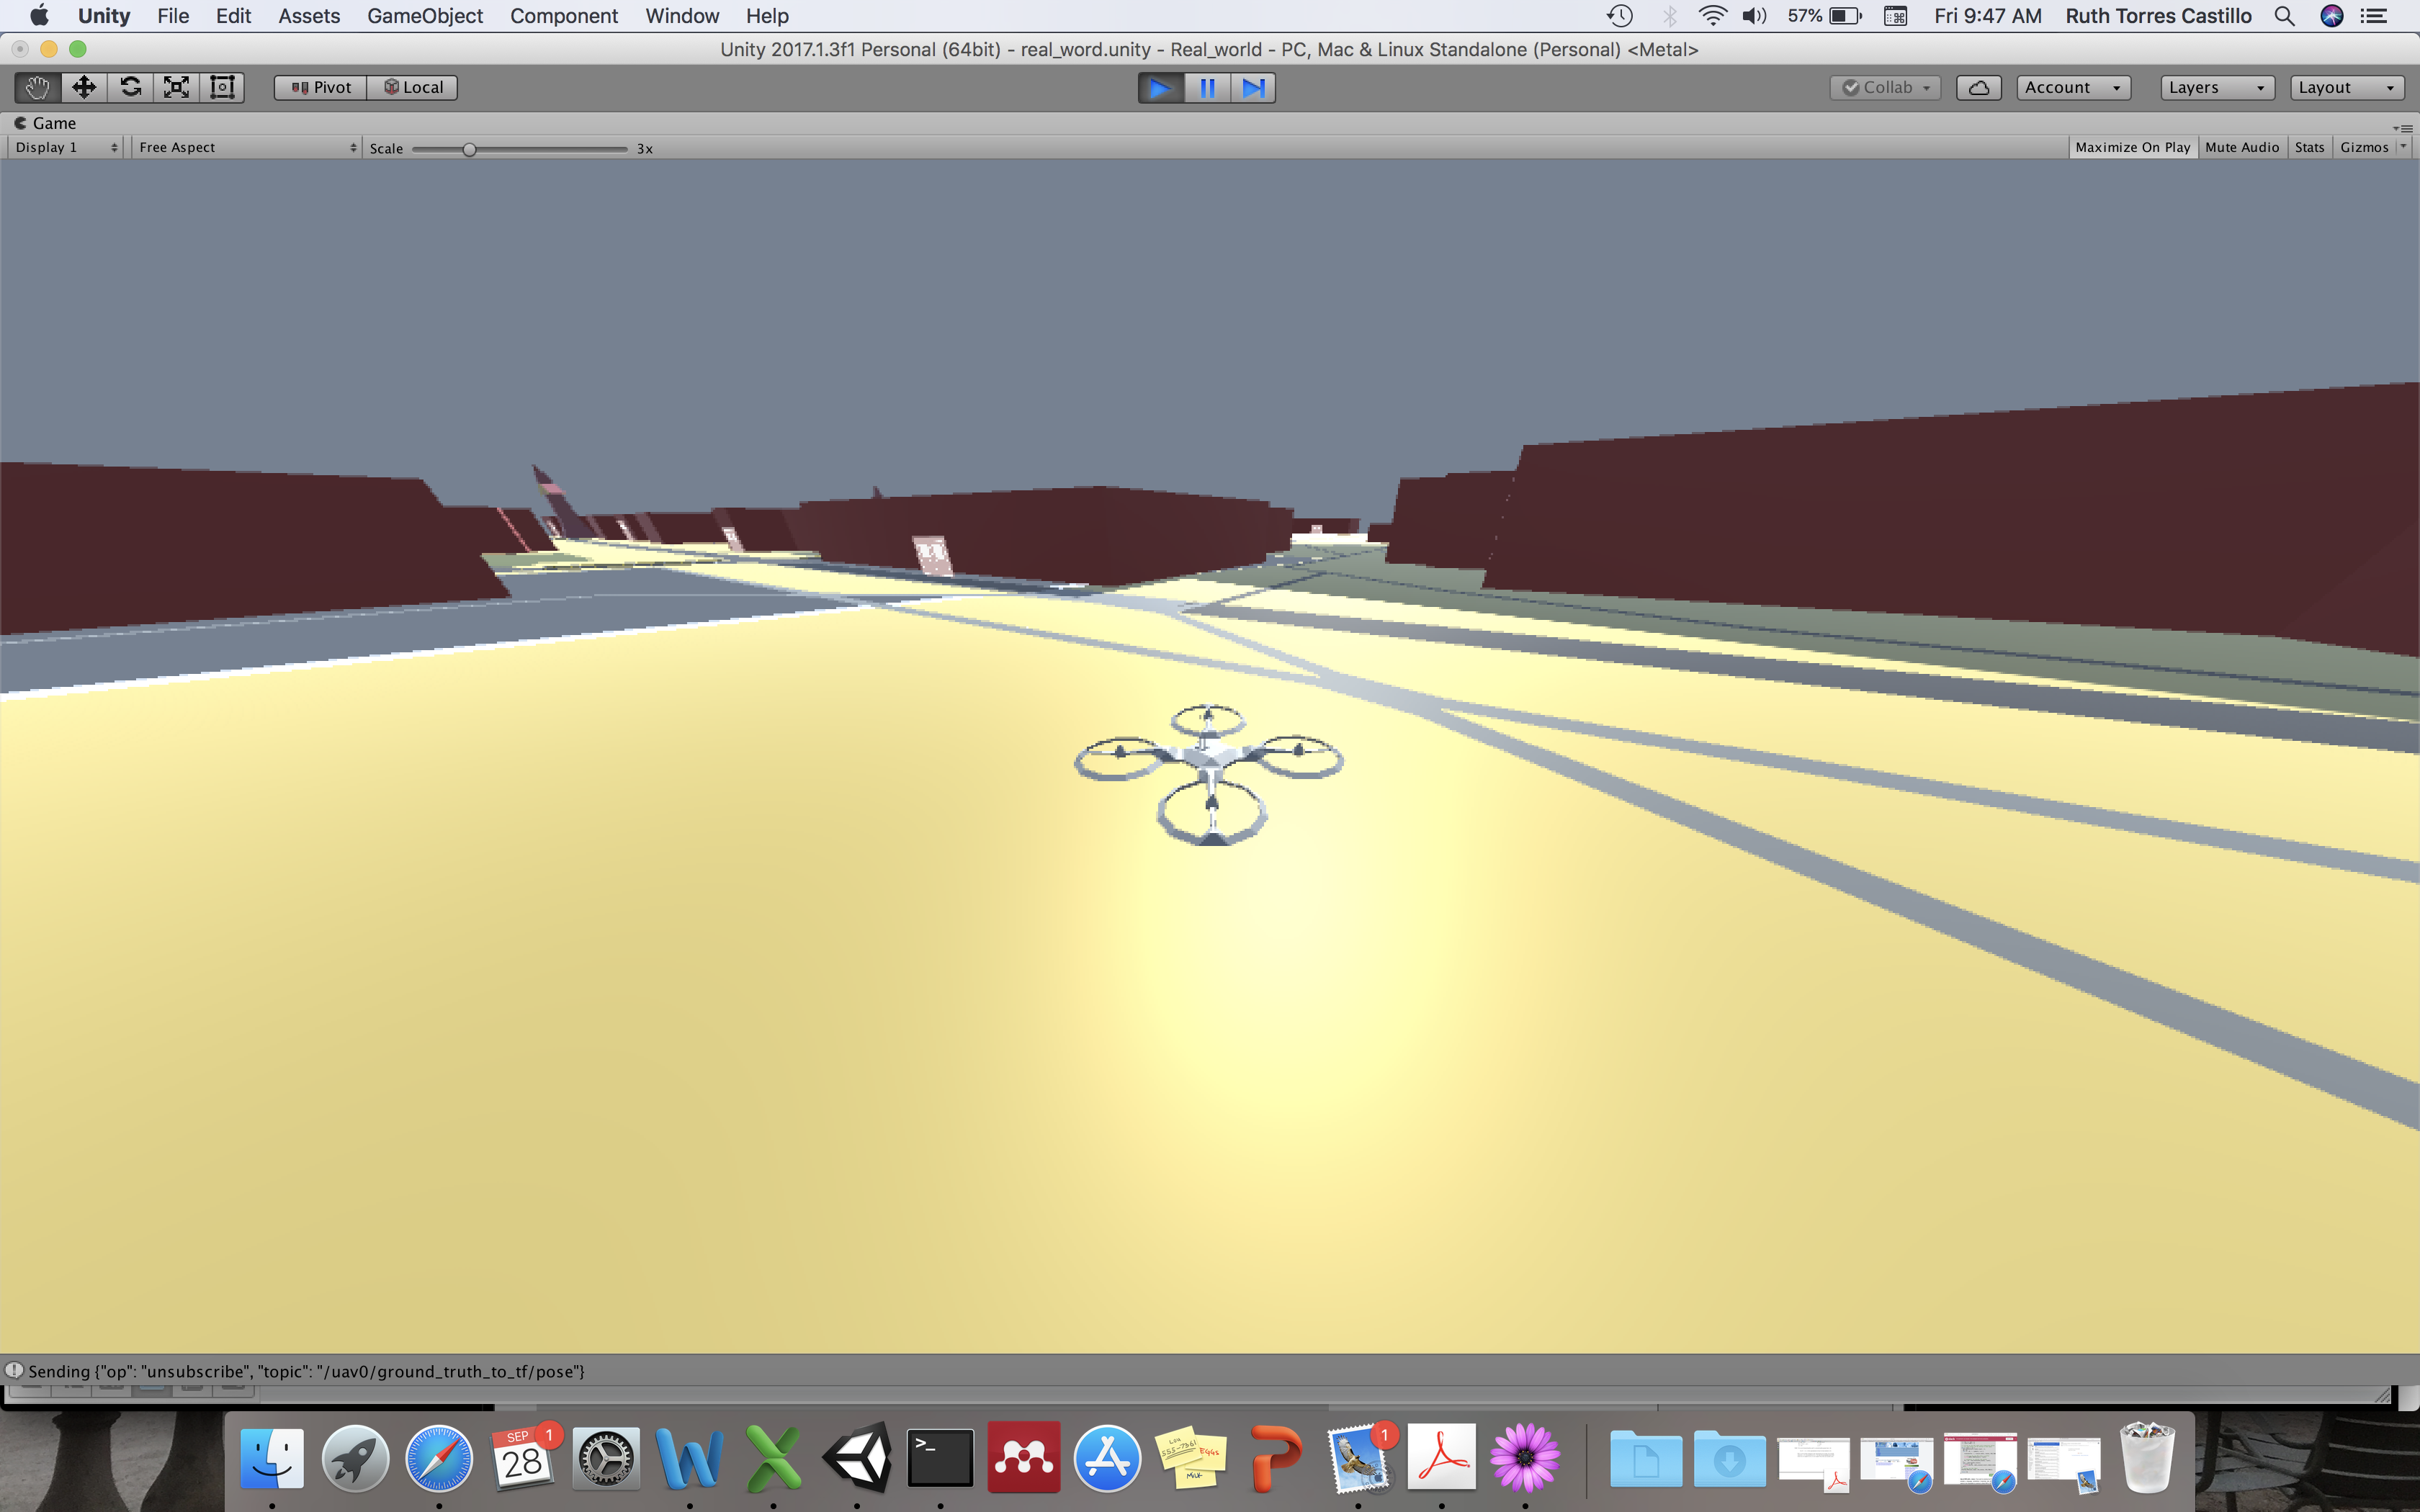 Unity File Edit Assets GameObject Component Window Help 57% Fri 9:47 AM Ruth Torres Castillo
Unity 2017.1.3f1 Personal (64bit) - real_word.unity - Real_world - PC, Mac & Linux Standalone (Personal) <Metal>
Pivot Local Collab Account Layers Layout
Game
Display 1 Free Aspect Scale 3x Maximize On Play Mute Audio Stats Gizmos
Sending {"op": "unsubscribe", "topic": "/uav0/ground_truth_to_tf/pose"}
SEP 1
28
1